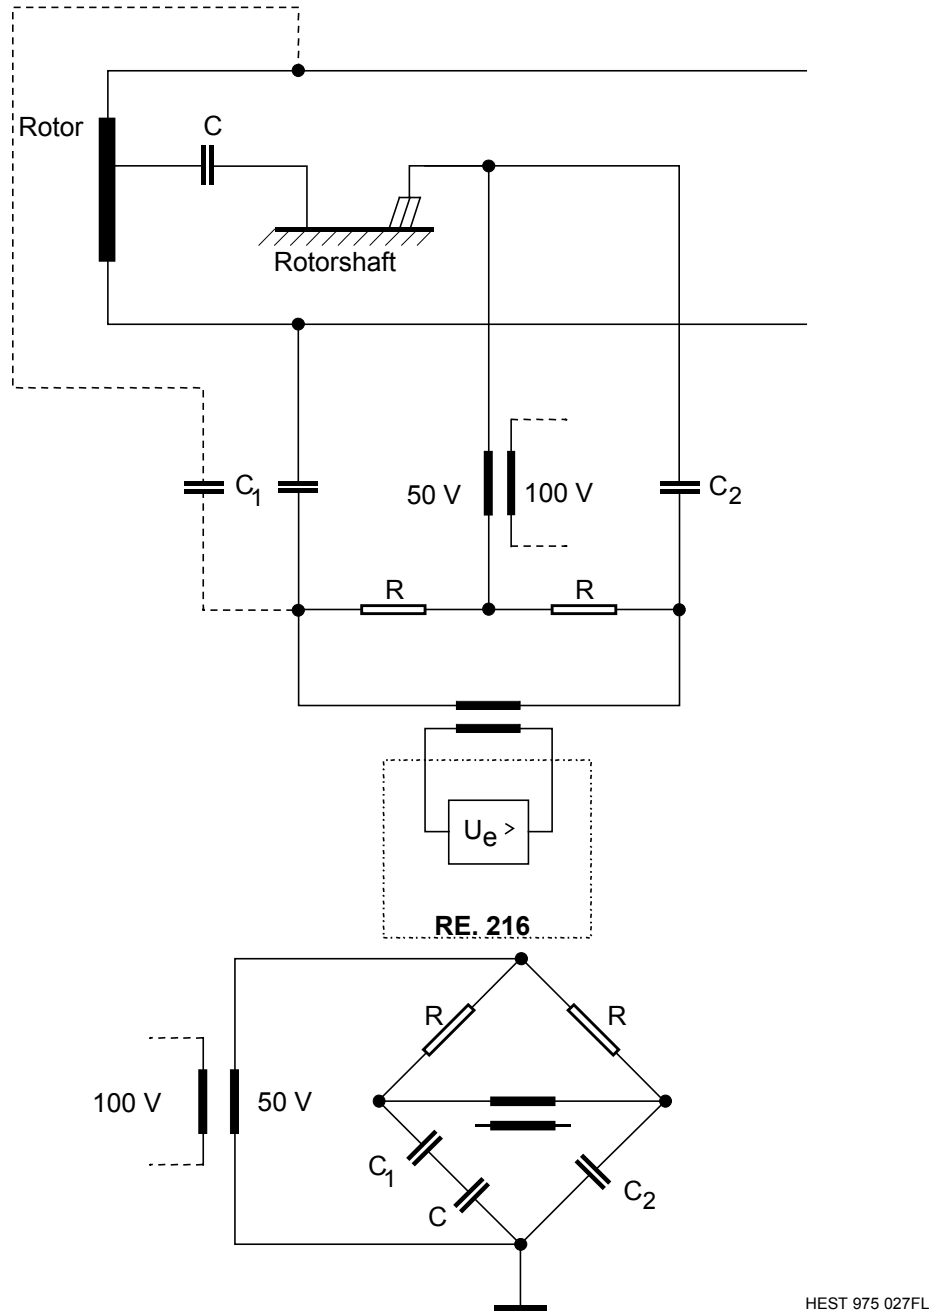 Rotor
C
Rotorshaft
C1
50 V
100 V
C2
R
R
Ue >
RE. 216
R
R
100 V
50 V
C1
C
C2
HEST 975 027FL